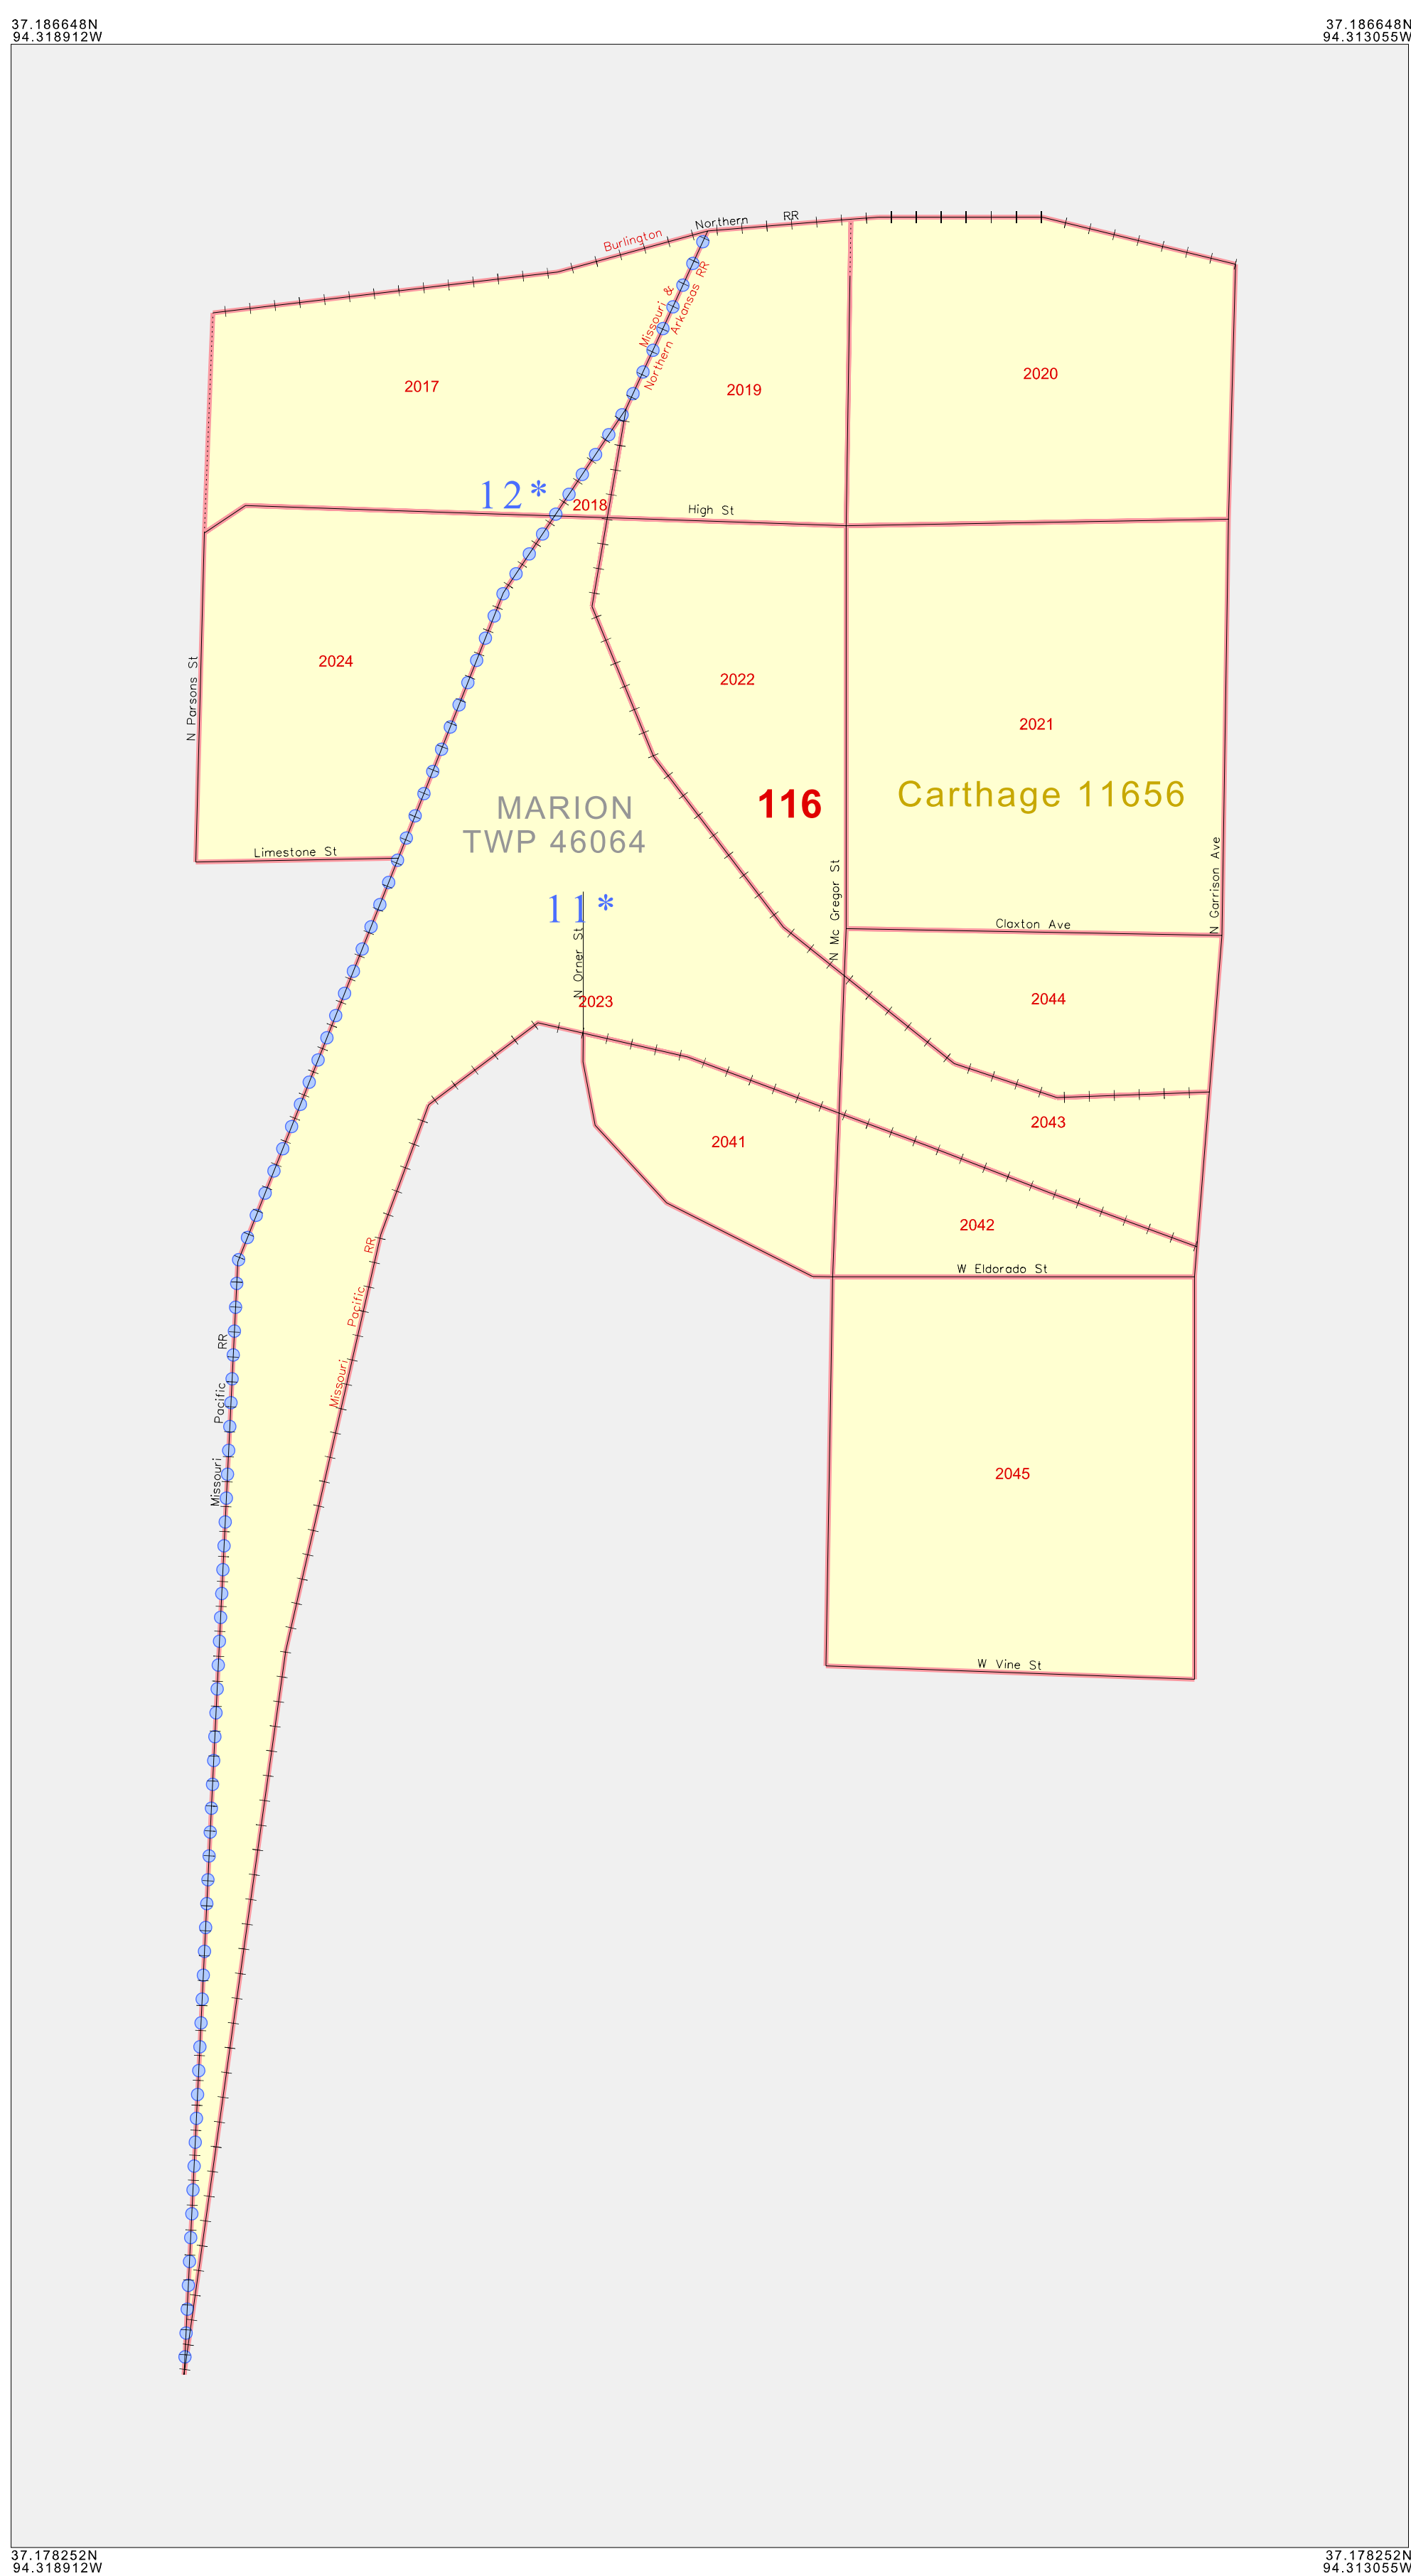 37.186648N
94.318912W
37.186648N
94.313055W
Northern RR
Burlington
Missouri &
Northern Arkansas RR
2017
2019
2020
12*
2018
High St
N Parsons St
2024
2022
2021
116
Carthage 11656
MARION
TWP 46064
Limestone St
N Mc Gregor St
N Garrison Ave
11*
N Orner St
Claxton Ave
2023
2044
2043
2041
2042
W Eldorado St
Missouri Pacific RR
Missouri Pacific RR
2045
W Vine St
37.178252N
94.318912W
37.178252N
94.313055W